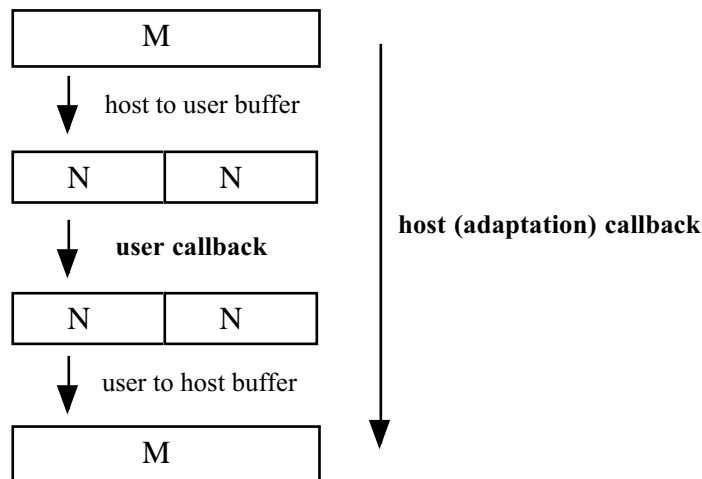 M
host to user buffer
N N
user callback
host (adaptation) callback
N N
user to host buffer
M